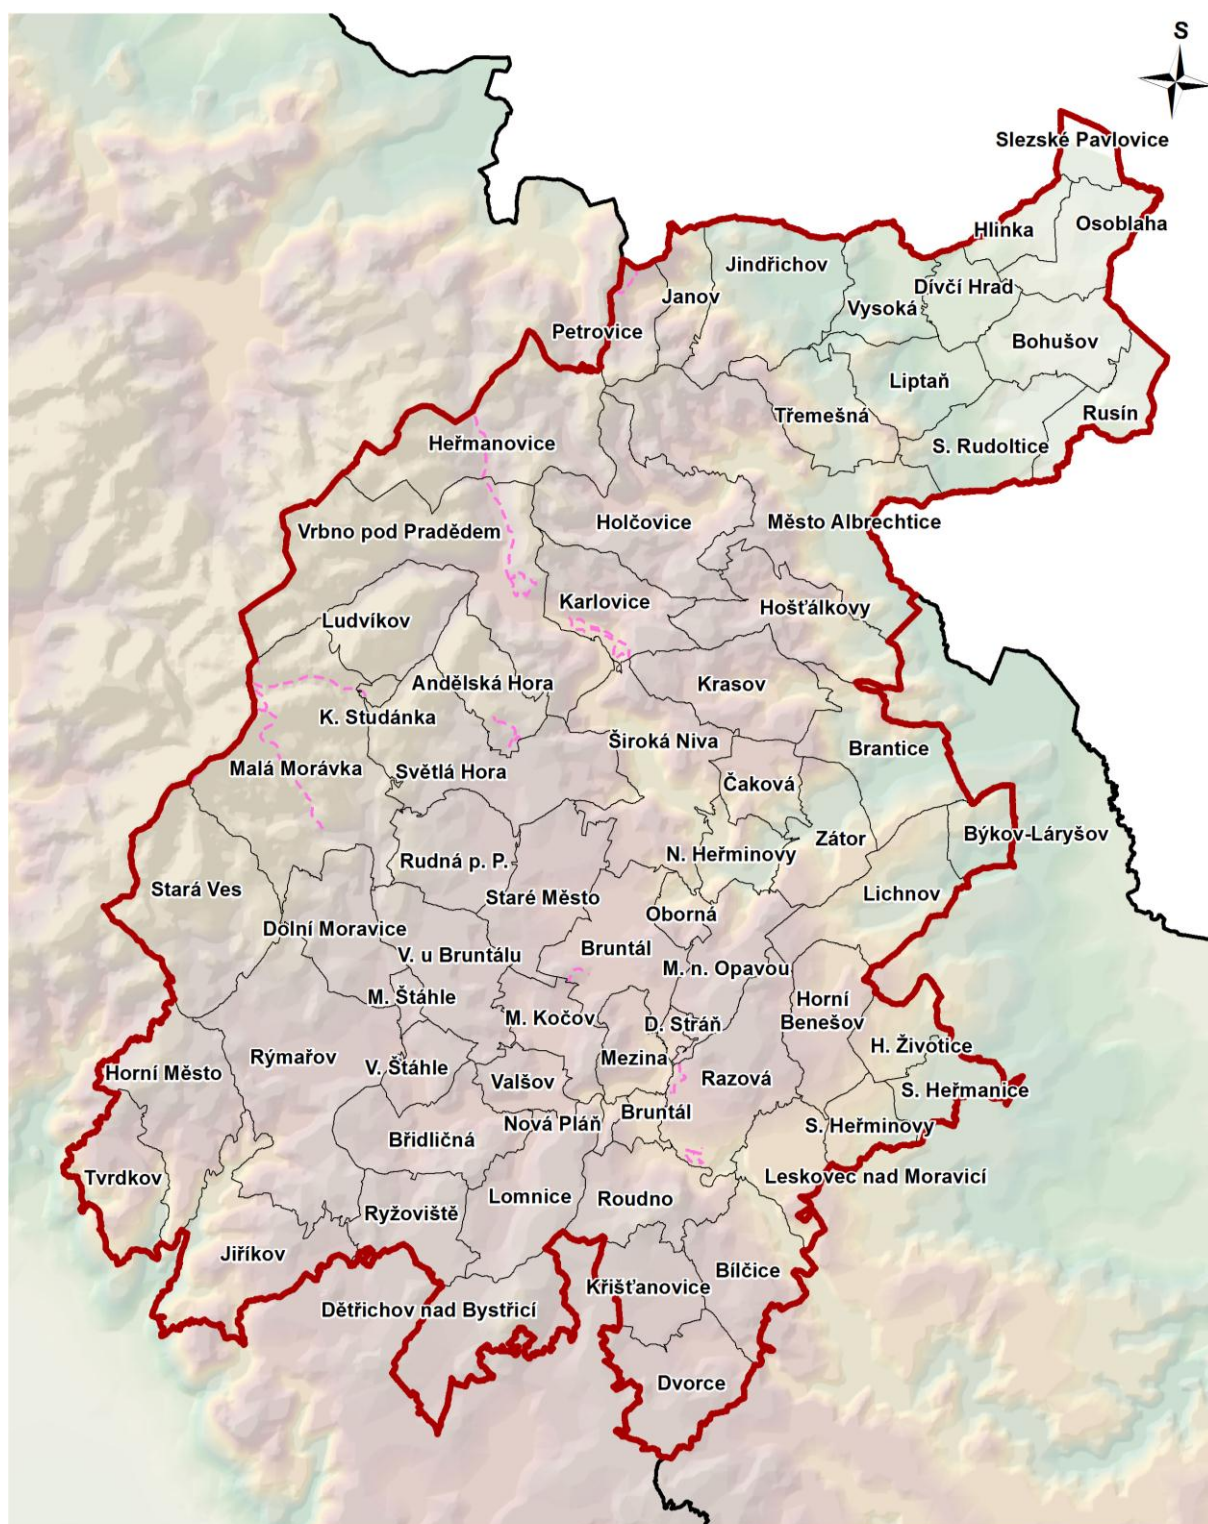 S
Slezské Pavlovice
Hlinka
Osoblaha
Jindřichov
Janov
Dívčí Hrad
Vysoká
Petrovice
Bohušov
Liptaň
Třemešná
Rusín
Heřmanovice
S. Rudoltice
Holčovice
Město Albrechtice
Vrbno pod Pradědem
Karlovice
Hošťálkovy
Ludvíkov
Andělská Hora
Krasov
K. Studánka
Široká Niva
Brantice
Malá Morávka
Světlá Hora
Čaková
Býkov-Láryšov
Zátor
Rudná p. P.
N. Heřminovy
Stará Ves
Staré Město
Lichnov
Oborná
Dolní Moravice
V. u Bruntálu
Bruntál
M. n. Opavou
M. Štáhle
Horní
Benešov
M. Kočov
D. Stráň
H. Životice
Rýmařov
Mezina
Horní Město
V. Štáhle
Valšov
Razová
S. Heřmanice
Nová Pláň
Bruntál
S. Heřminovy
Břidličná
Tvrdkov
Leskovec nad Moravicí
Lomnice
Roudno
Ryžoviště
Jiříkov
Bílčice
Křišťanovice
Dětřichov nad Bystřicí
Dvorce